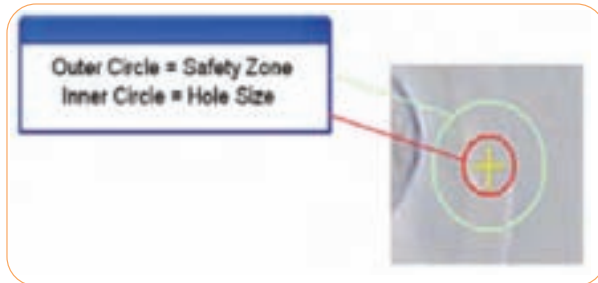 Outer Circle = Safety Zone
Inner Circle = Hole Size